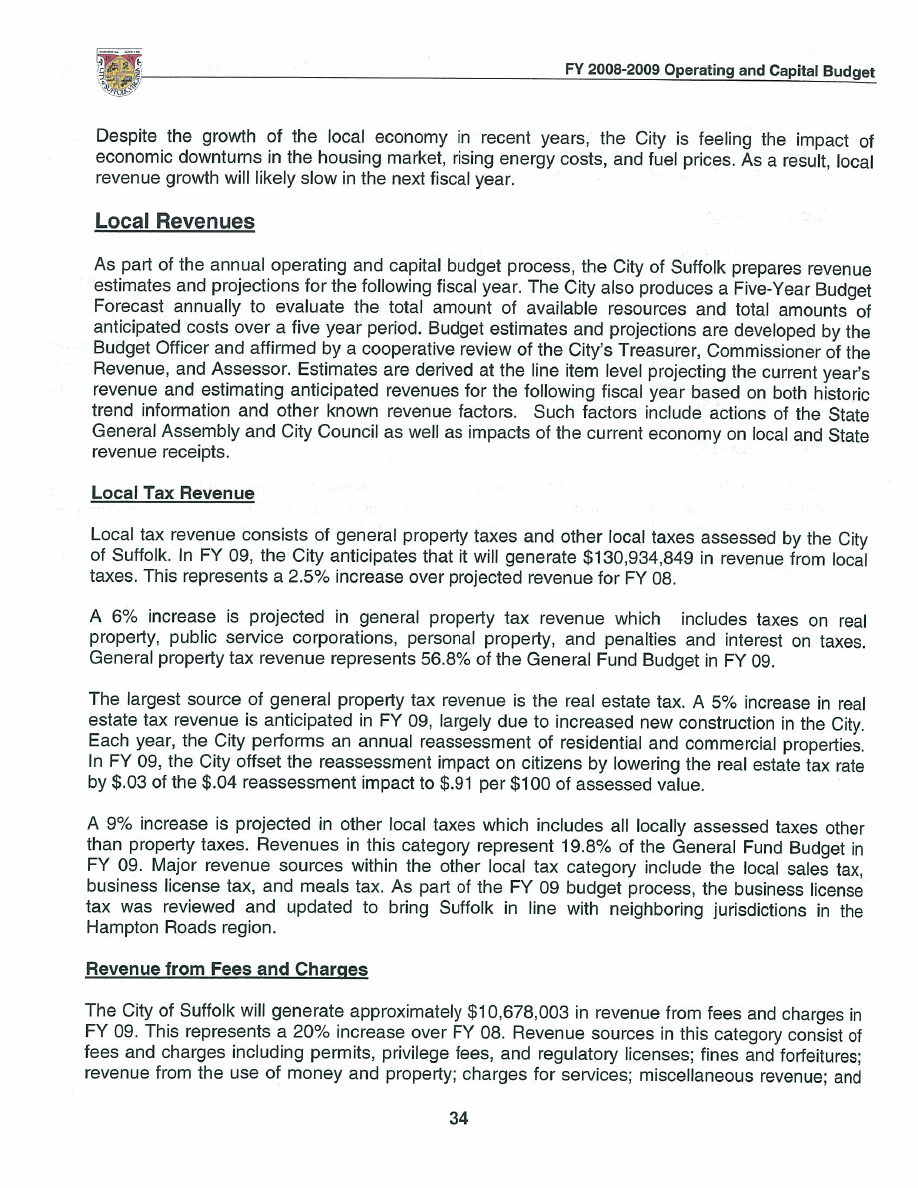 FY 2008-2009 Operating and Capital Budget
Despite the growth of the local economy in recent years, the City is feeling the impact of
economic downturns in the housing market, rising energy costs, and fuel prices. As a result, local
revenue growth will likely slow in the next fiscal year.
Local Revenues
As part of the annual operating and capital budget process, the City of Suffolk prepares revenue
estimates and projections for the following fiscal year. The City also produces a Five-Year Budget
Forecast annually to evaluate the total amount of available resources and total amounts of
anticipated costs over a five year period. Budget estimates and projections are developed by the
Budget Officer and affirmed by a cooperative review of the City's Treasurer, Commissioner of the
Revenue, and Assessor. Estimates are derived at the line item level projecting the current year's
revenue and estimating anticipated revenues for the following fiscal year based on both historic
trend information and other known revenue factors. Such factors include actions of the State
General Assembly and City Council as well as impacts of the current economy on local and State
revenue receipts.
Local Tax Revenue
Local tax revenue consists of general property taxes and other local taxes assessed by the City
of Suffolk. In FY 09, the City anticipates that it will generate $130,934,849 in revenue from local
taxes. This represents a 2.5% increase over projected revenue for FY 08.
A 6% increase is projected in general property tax revenue which includes taxes on real
property, public service corporations, personal property, and penalties and interest on taxes.
General property tax revenue represents 56.8% of the General Fund Budget in FY 09.
The largest source of general property tax revenue is the real estate tax. A 5% increase in real
estate tax revenue is anticipated in FY 09, largely due to increased new construction in the City.
Each year, the City performs an annual reassessment of residential and commercial properties.
In FY 09, the City offset the reassessment impact on citizens by lowering the real estate tax rate
by $.03 of the $.04 reassessment impact to $.91 per $100 of assessed value.
A 9% increase is projected in other local taxes which includes all locally assessed taxes other
than property taxes. Revenues in this category represent 19.8% of the General Fund Budget in
FY 09. Major revenue sources within the other local tax category include the local sales tax,
business license tax, and meals tax. As part of the FY 09 budget process, the business license
tax was reviewed and updated to bring Suffolk in line with neighboring jurisdictions in the
Hampton Roads region.
Revenue from Fees and Charges
The City of Suffolk will generate approximately $10,678,003 in revenue from fees and charges in
FY 09. This represents a 20% increase over FY 08. Revenue sources in this category consist of
fees and charges including permits, privilege fees, and regulatory licenses; fines and forfeitures;
revenue from the use of money and property; charges for services; miscellaneous revenue; and
34